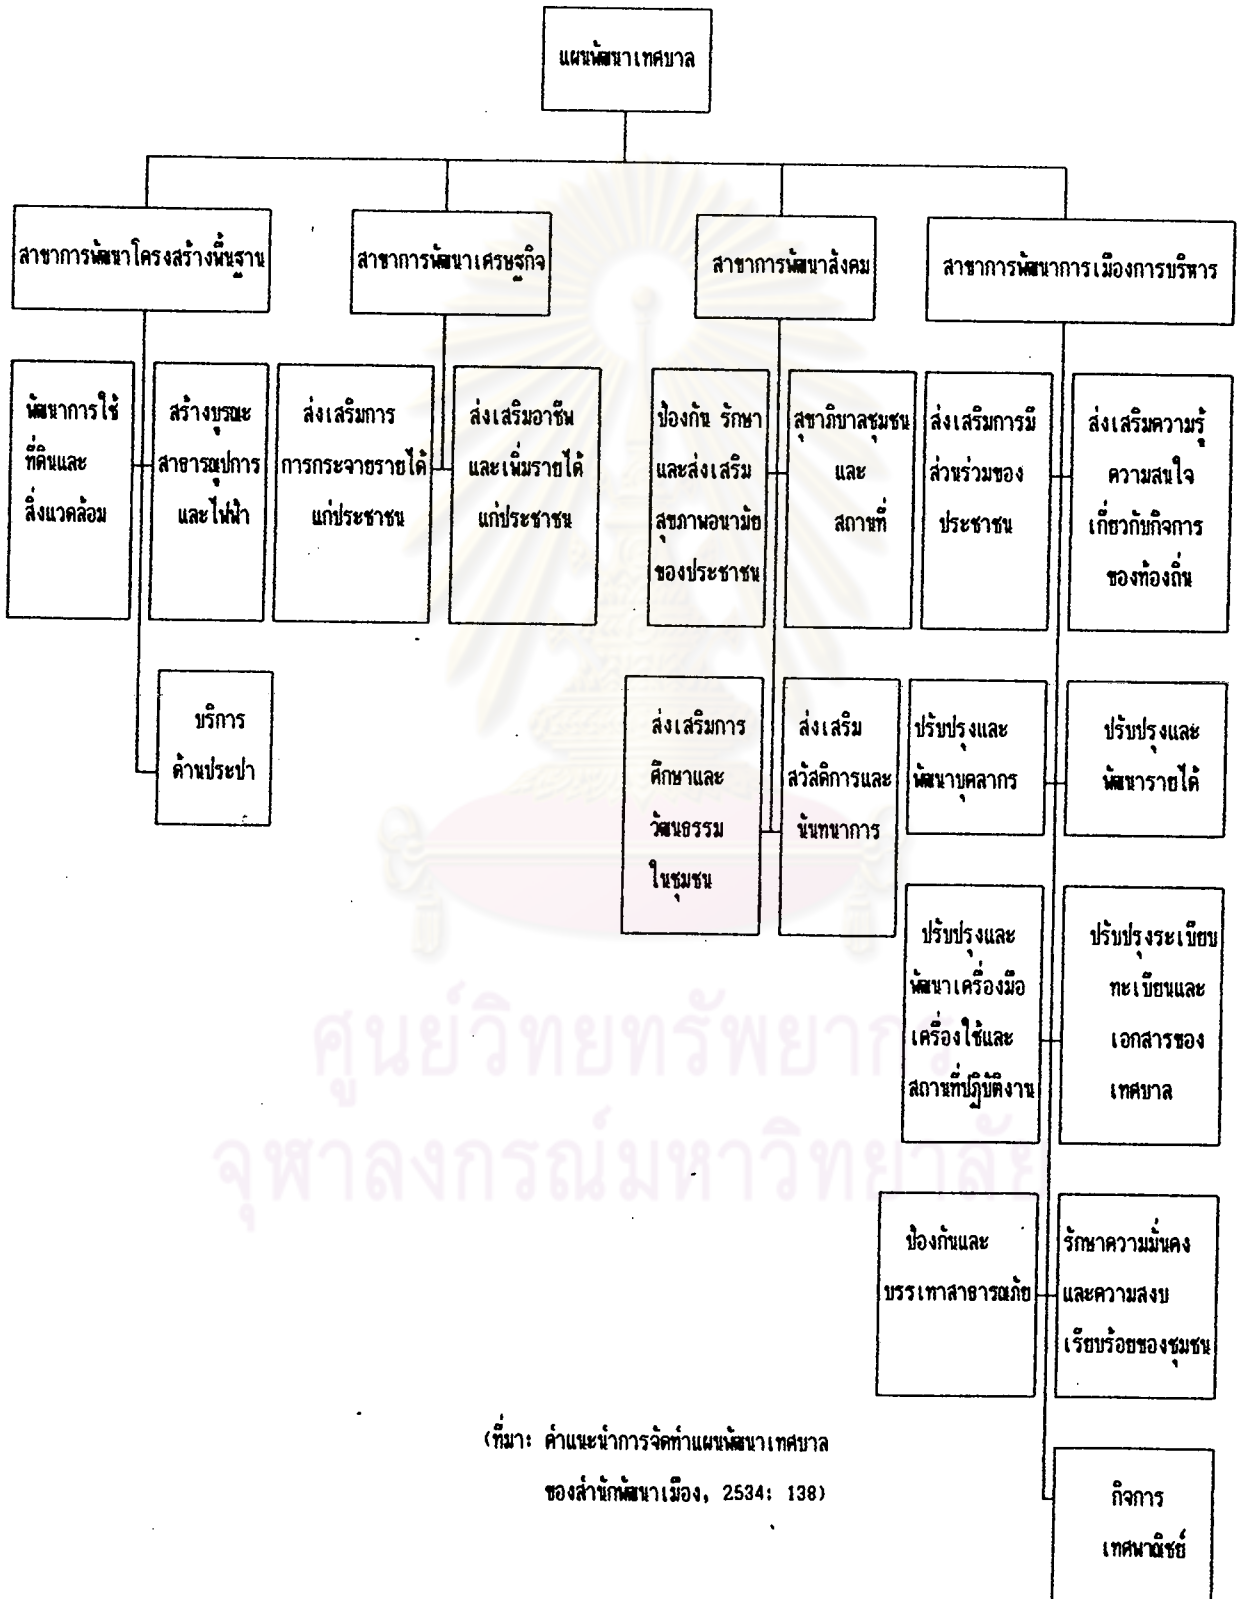 แผนพัฒนาเทศบาล
สาขาการพัฒนาโครงสร้างพื้นฐาน
สาขาการพัฒนาเศรษฐกิจ
สาขาการพัฒนาสังคม
สาขาการพัฒนาการเมืองการบริหาร
พัฒนาการใช้
ที่ดินและ
สิ่งแวดล้อม
สร้างบูรณะ
สาธารณุปการ
และไฟฟ้า
ส่งเสริมการ
การกระจายรายได้
แก่ประชาชน
ส่งเสริมอาชีพ
และเพิ่มรายได้
แก่ประชาชน
ป้องกัน รักษา
และส่งเสริม
สุขภาพอนามัย
ของประชาชน
สุขาภิบาลชุมชน
และ
สถานที่
ส่งเสริมการมี
ส่วนร่วมของ
ประชาชน
ส่งเสริมความรู้
ความสนใจ
เกี่ยวกับกิจการ
ของท้องถิ่น
บริการ
ด้านประปา
ส่งเสริมการ
ศึกษาและ
วัฒนธรรม
ในชุมชน
ส่งเสริม
สวัสดิการและ
นันทนาการ
ปรับปรุงและ
พัฒนาบุคลากร
ปรับปรุงและ
พัฒนารายได้
ปรับปรุงและ
พัฒนาเครื่องมือ
เครื่องใช้และ
สถานที่ปฏิบัติงาน
ปรับปรุงระเบียบ
ทะเบียนและ
เอกสารของ
เทศบาล
ป้องกันและ
บรรเทาสาธารณภัย
รักษาความมั่นคง
และความสงบ
เรียบร้อยของชุมชน
กิจการ
เทศพาณิชย์
(ที่มา: คำแนะนำการจัดทำแผนพัฒนาเทศบาล
ของสำนักพัฒนาเมือง, 2534: 138)
ศูนย์วิทยทรัพยากร
จุฬาลงกรณ์มหาวิทยาลัย